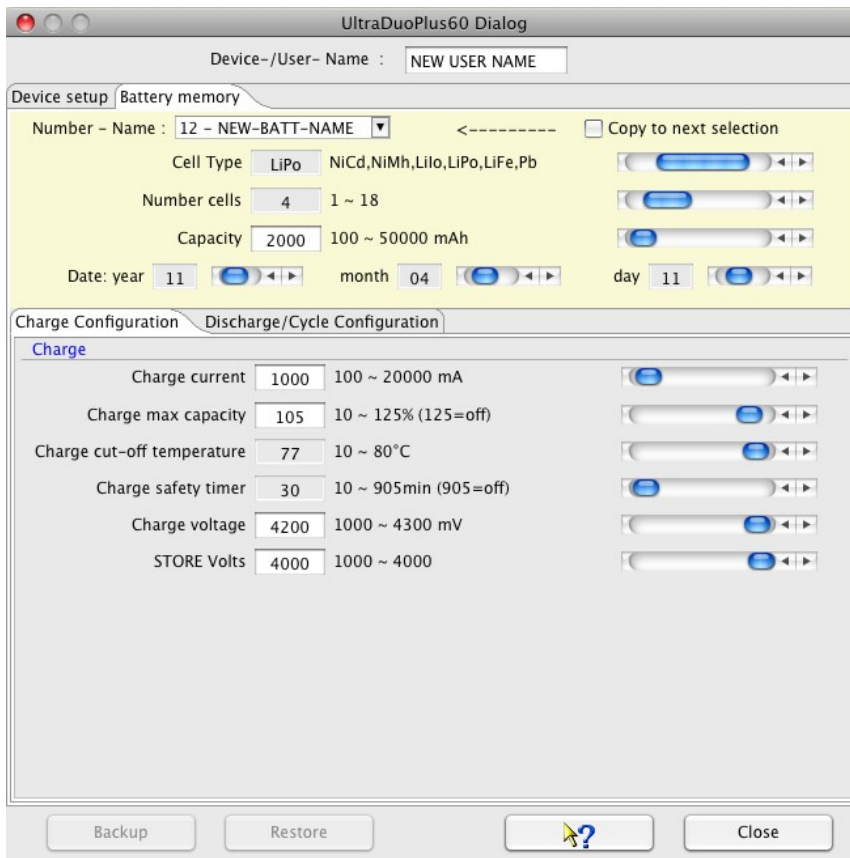 UltraDuoPlus60 Dialog
Device-/User- Name : NEW USER NAME
Device setup Battery memory
Number - Name : 12 - NEW-BATT-NAME <--------- Copy to next selection
Cell Type LiPo NiCd,NiMh,LiIo,LiPo,LiFe,Pb
Number cells 4 1 ~ 18
Capacity 2000 100 ~ 50000 mAh
Date: year 11 month 04 day 11
Charge Configuration Discharge/Cycle Configuration
Charge
Charge current 1000 100 ~ 20000 mA
Charge max capacity 105 10 ~ 125% (125=off)
Charge cut-off temperature 77 10 ~ 80°C
Charge safety timer 30 10 ~ 905min (905=off)
Charge voltage 4200 1000 ~ 4300 mV
STORE Volts 4000 1000 ~ 4000
Backup Restore ? Close